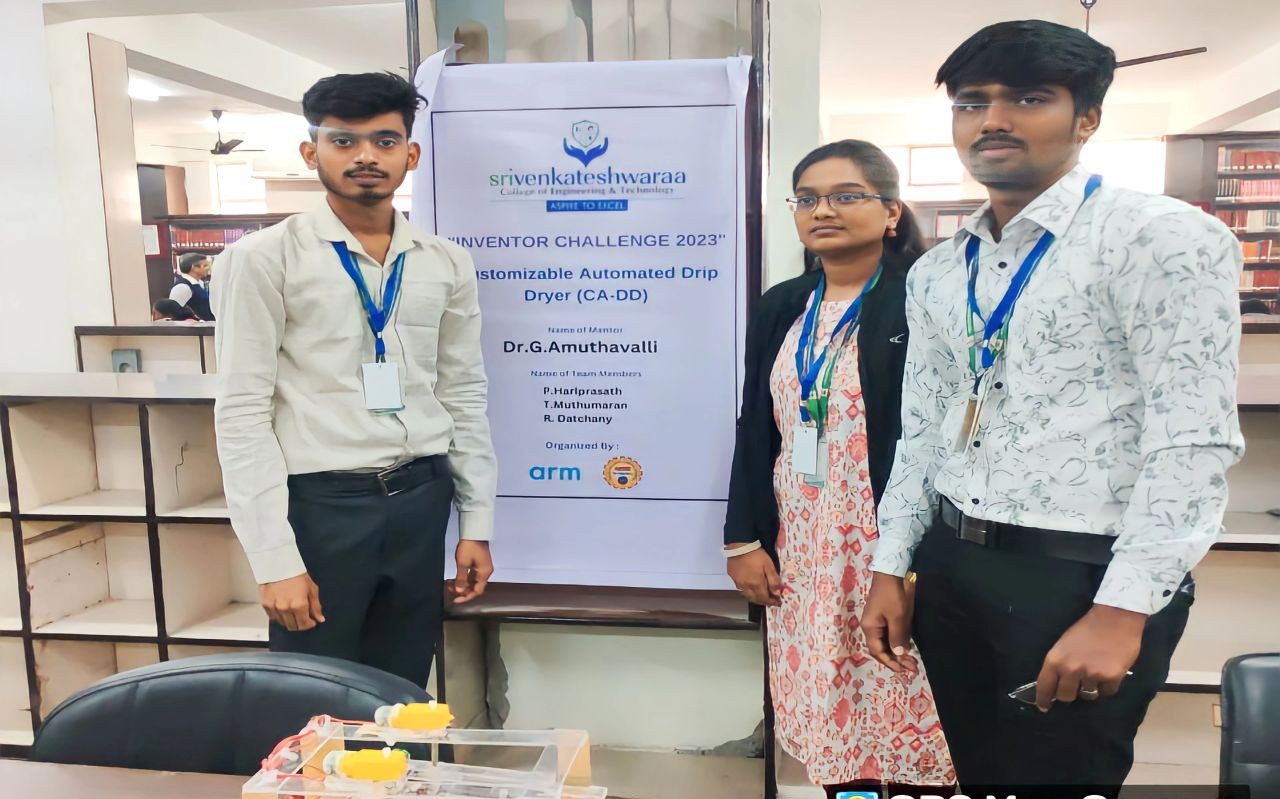 srivenkateshwaraa
College of Engineering & Technology
ASPIRE TO EXCEL
"INVENTOR CHALLENGE 2023"
Automated Drip
Dryer (CA-DD)
Name of Mentor
Dr.G.Amuthavalli
Name of Team Members
P.Hariprasath
T.Muthumaran
R. Datchany
Organized By :
arm